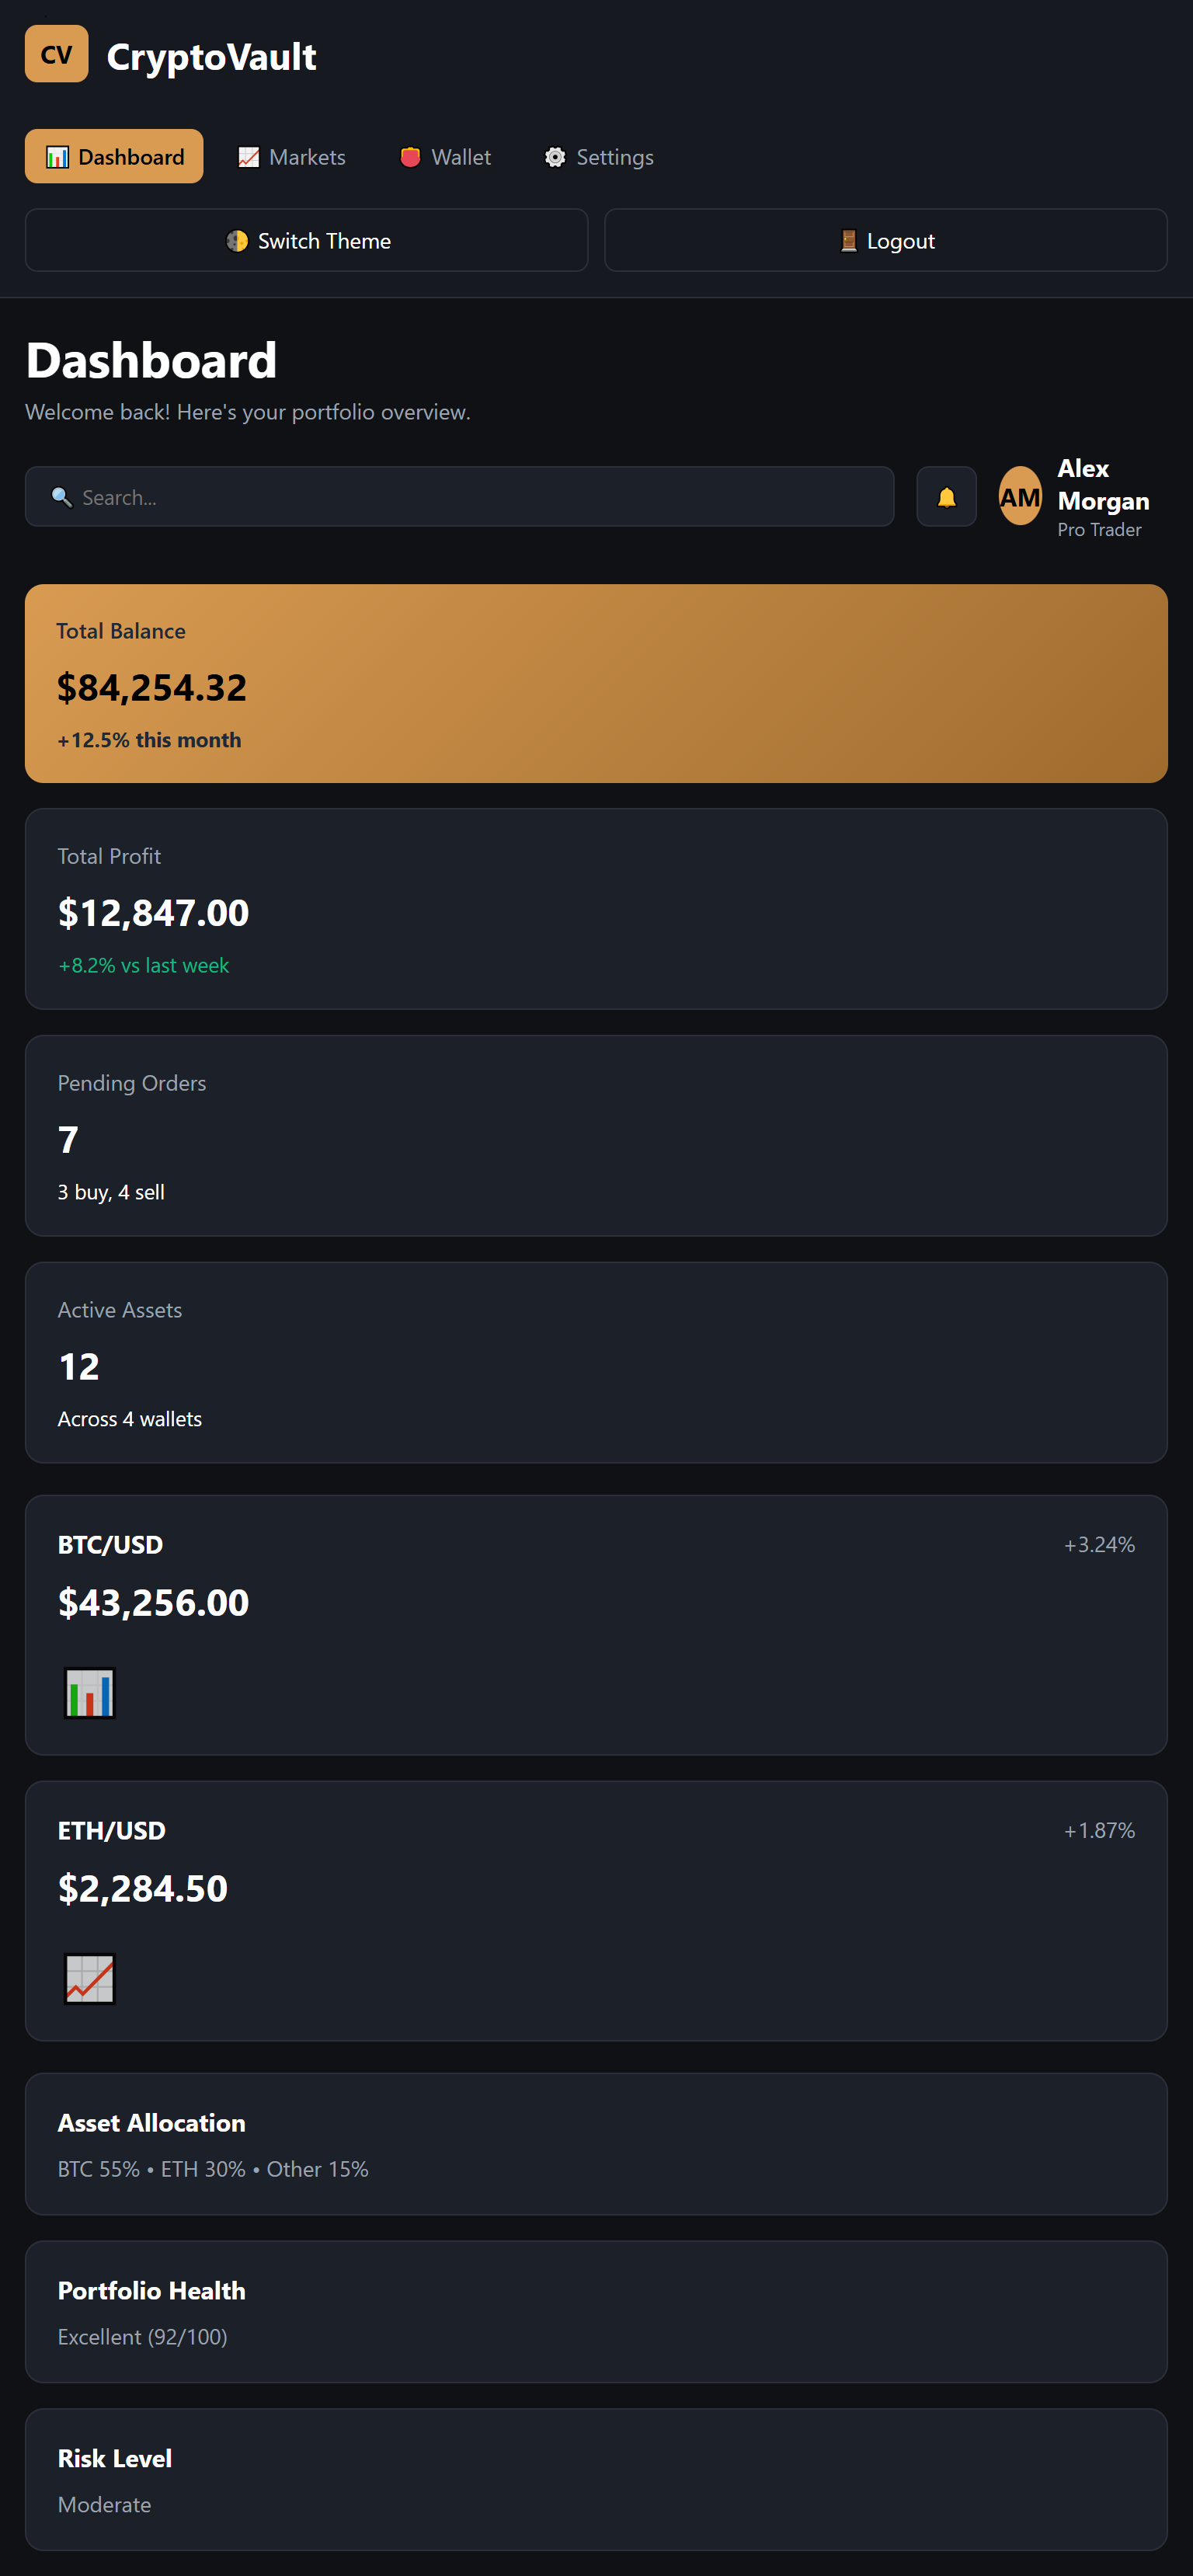 CV CryptoVault
Dashboard Markets Wallet Settings
Switch Theme Logout
Dashboard
Welcome back! Here's your portfolio overview.
Search...
AM
Alex
Morgan
Pro Trader
Total Balance
$84,254.32
+12.5% this month
Total Profit
$12,847.00
+8.2% vs last week
Pending Orders
7
3 buy, 4 sell
Active Assets
12
Across 4 wallets
BTC/USD +3.24%
$43,256.00
ETH/USD +1.87%
$2,284.50
Asset Allocation
BTC 55% • ETH 30% • Other 15%
Portfolio Health
Excellent (92/100)
Risk Level
Moderate